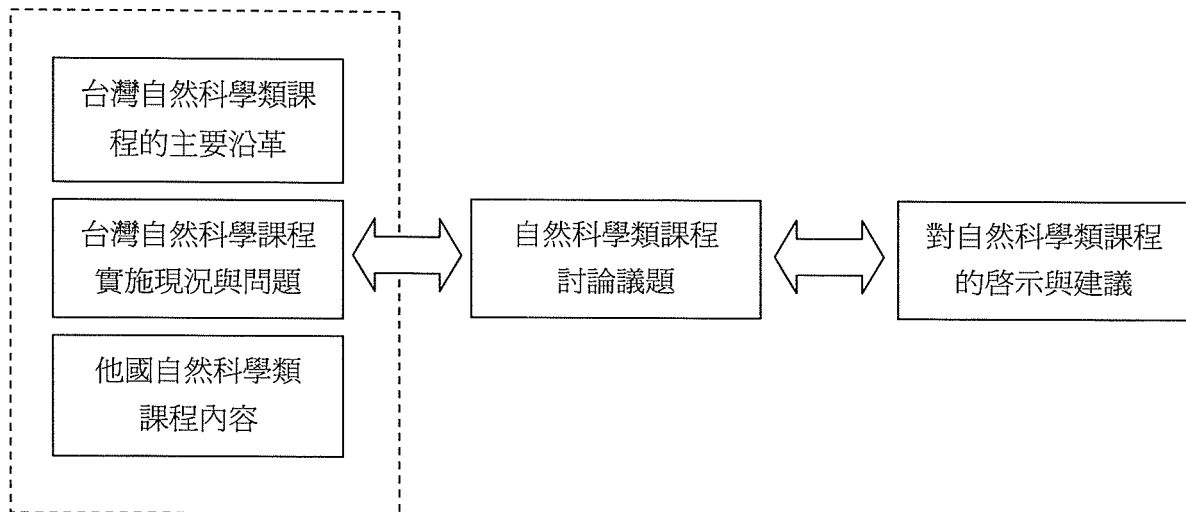 台灣自然科學類課
程的主要沿革
台灣自然科學課程
實施現況與問題
他國自然科學類
課程內容
自然科學類課程
討論議題
對自然科學類課程
的啓示與建議